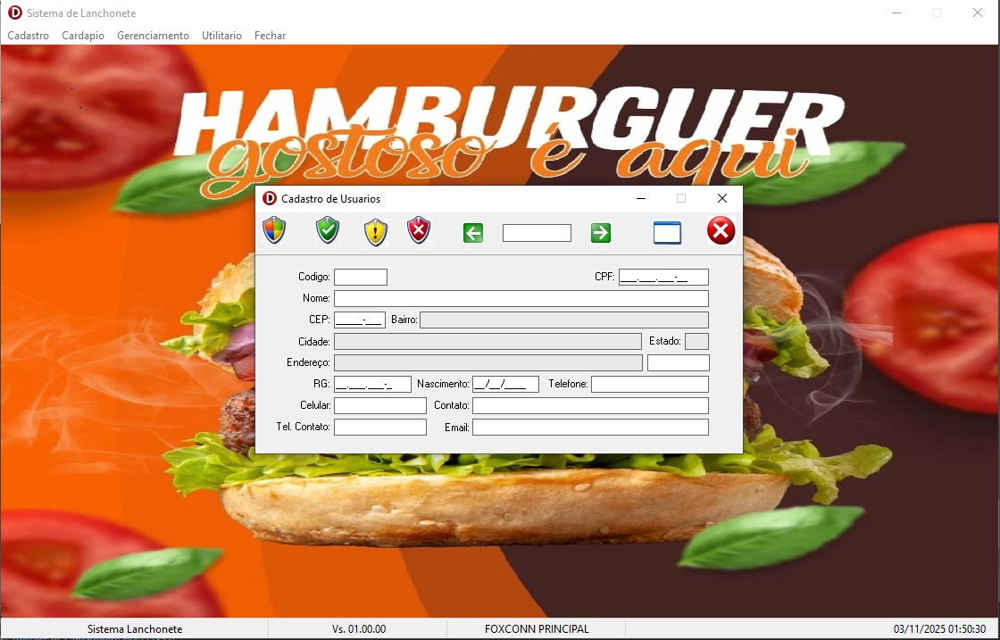 Sistema de Lanchonete
Cadastro Cardapio Gerenciamento Utilitario Fechar
HAMBURGUER
gostoso é aqui
Cadastro de Usuarios
Codigo: CPF: ___.___.___-__
Nome:
CEP: _____-___ Bairro:
Cidade: Estado:
Endereço:
RG: __.___.___-_ Nascimento: __/__/____ Telefone:
Celular: Contato:
Tel. Contato: Email:
Sistema Lanchonete Vs. 01.00.00 FOXCONN PRINCIPAL 03/11/2025 01:50:30